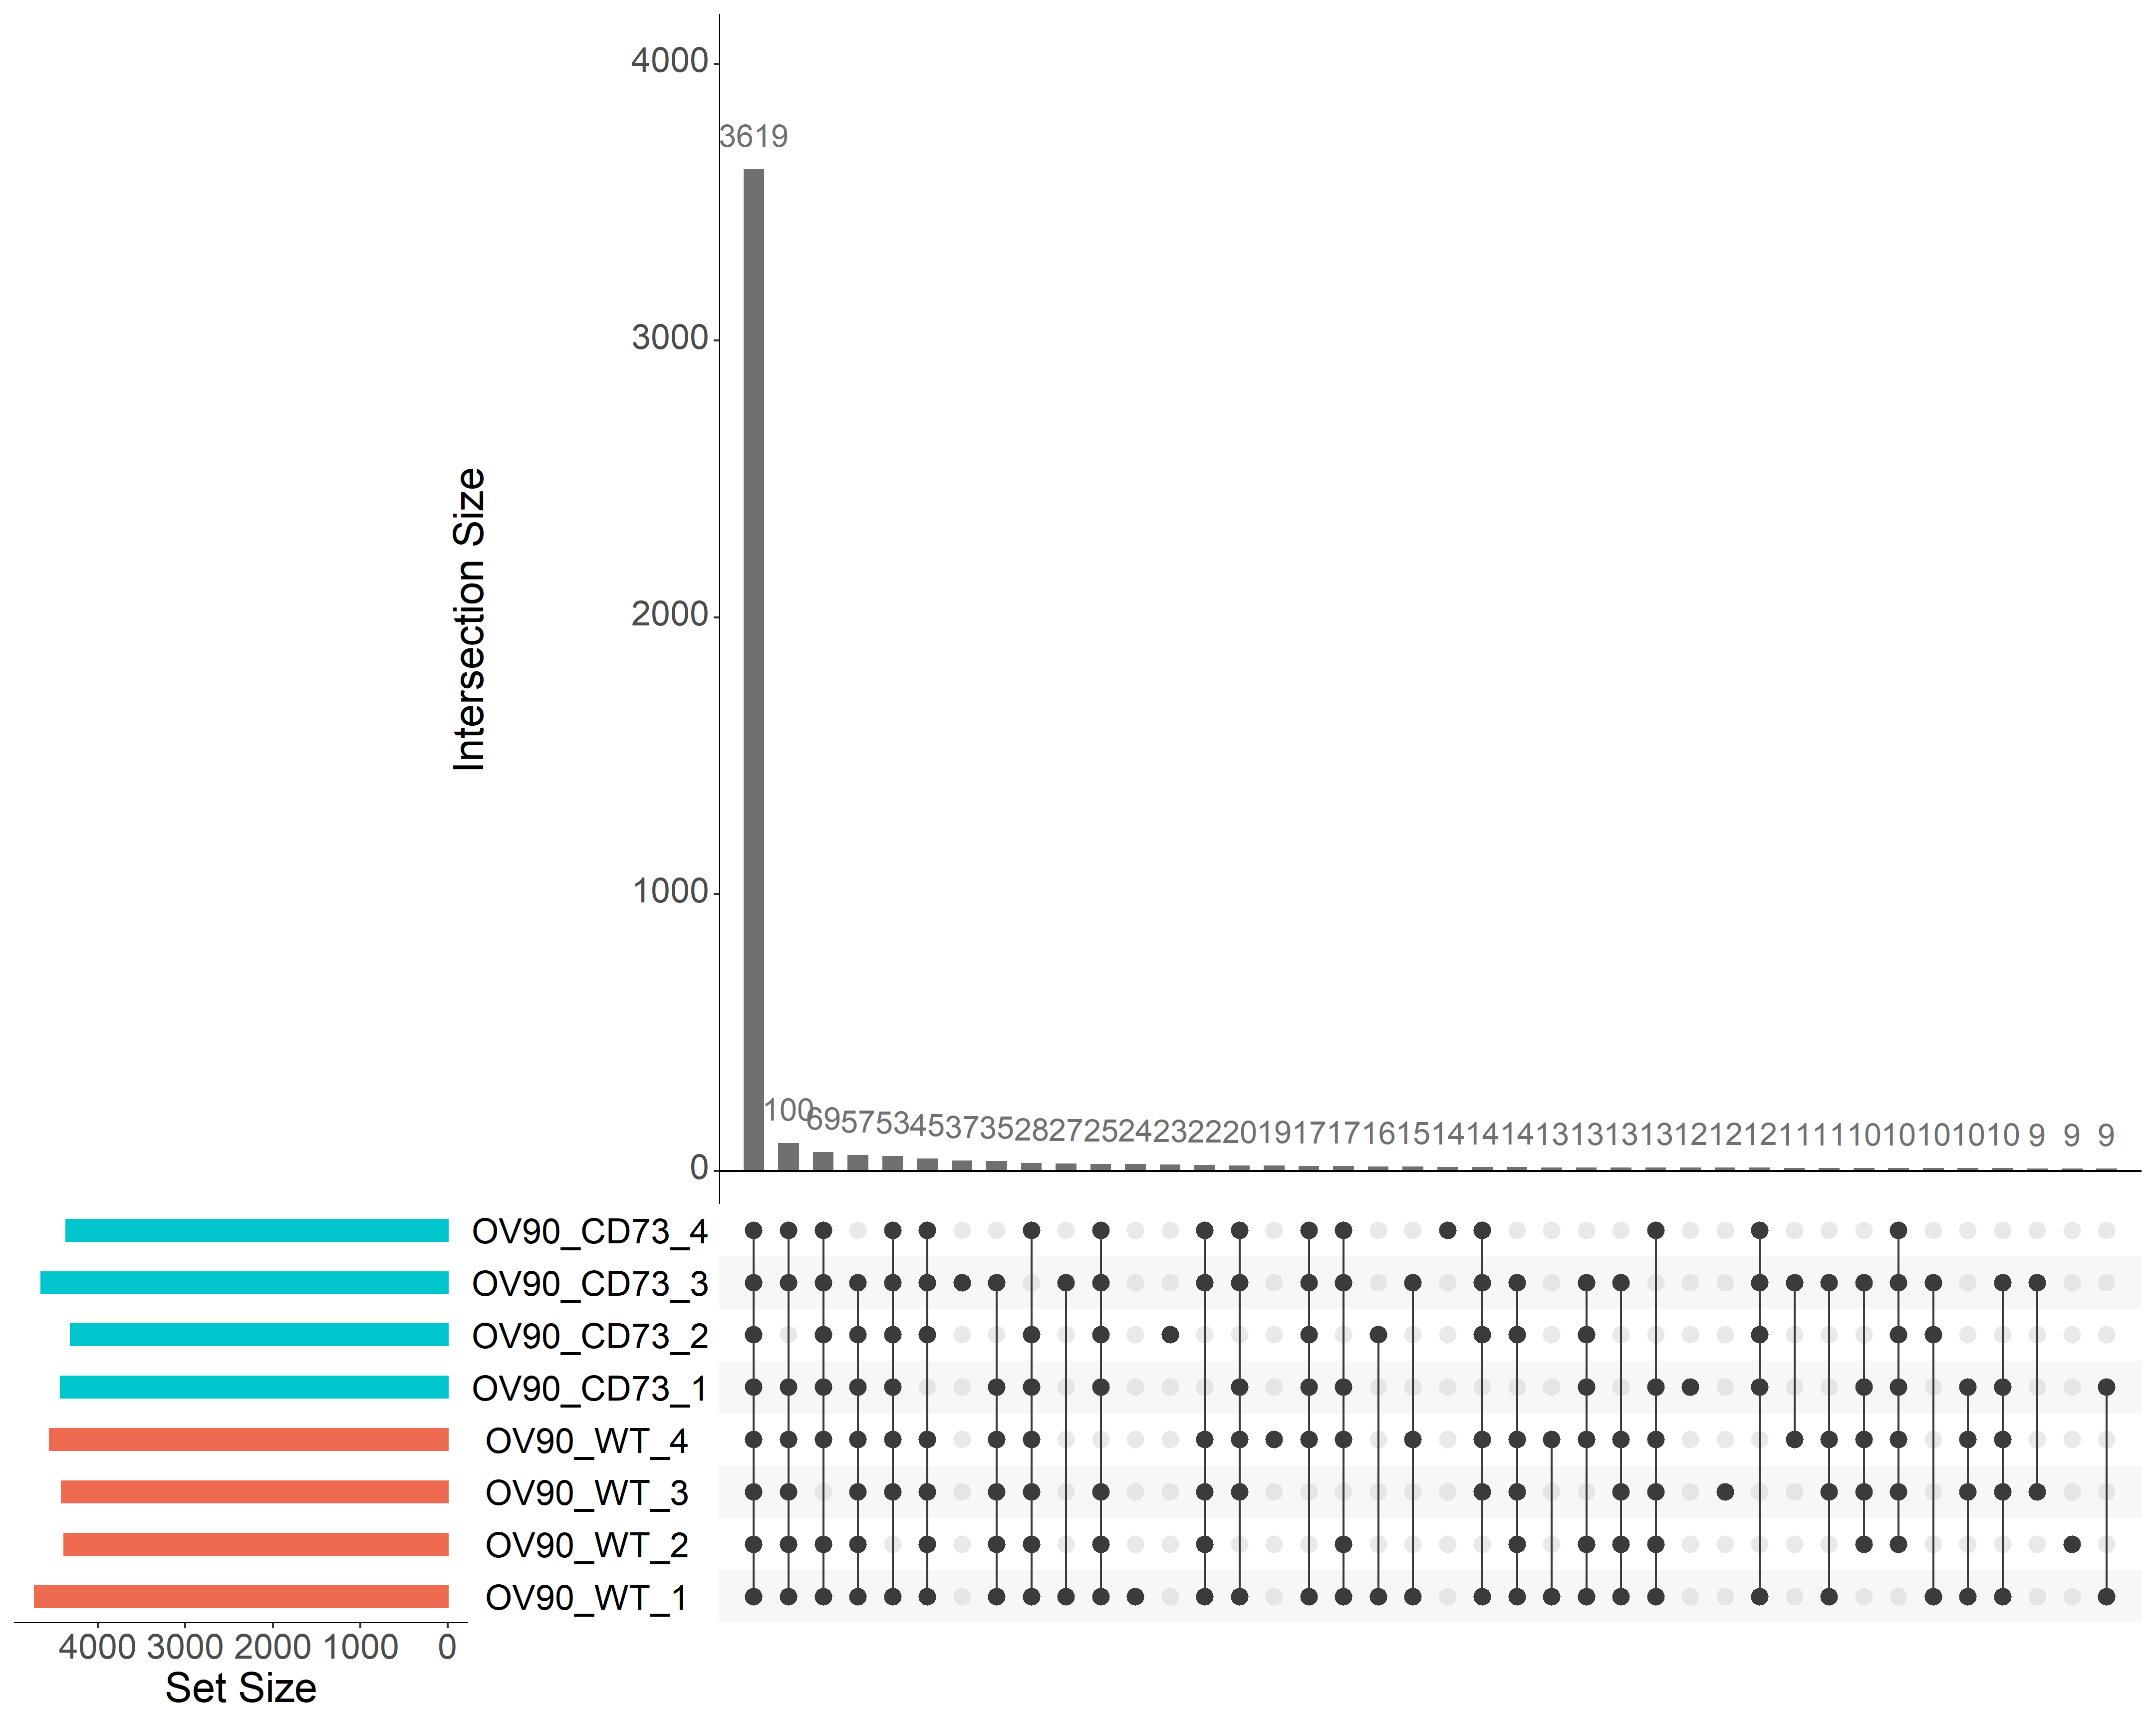 4000
3619
3000
Intersection Size
2000
1000
100 69 57 53 45 37 35 28 27 25 24 23 22 20 19 17 17 16 15 14 14 14 13 13 13 13 12 12 12 11 11 10 10 10 10 10 9 9 9
0
OV90_CD73_4
OV90_CD73_3
OV90_CD73_2
OV90_CD73_1
OV90_WT_4
OV90_WT_3
OV90_WT_2
OV90_WT_1
4000 3000 2000 1000 0
Set Size